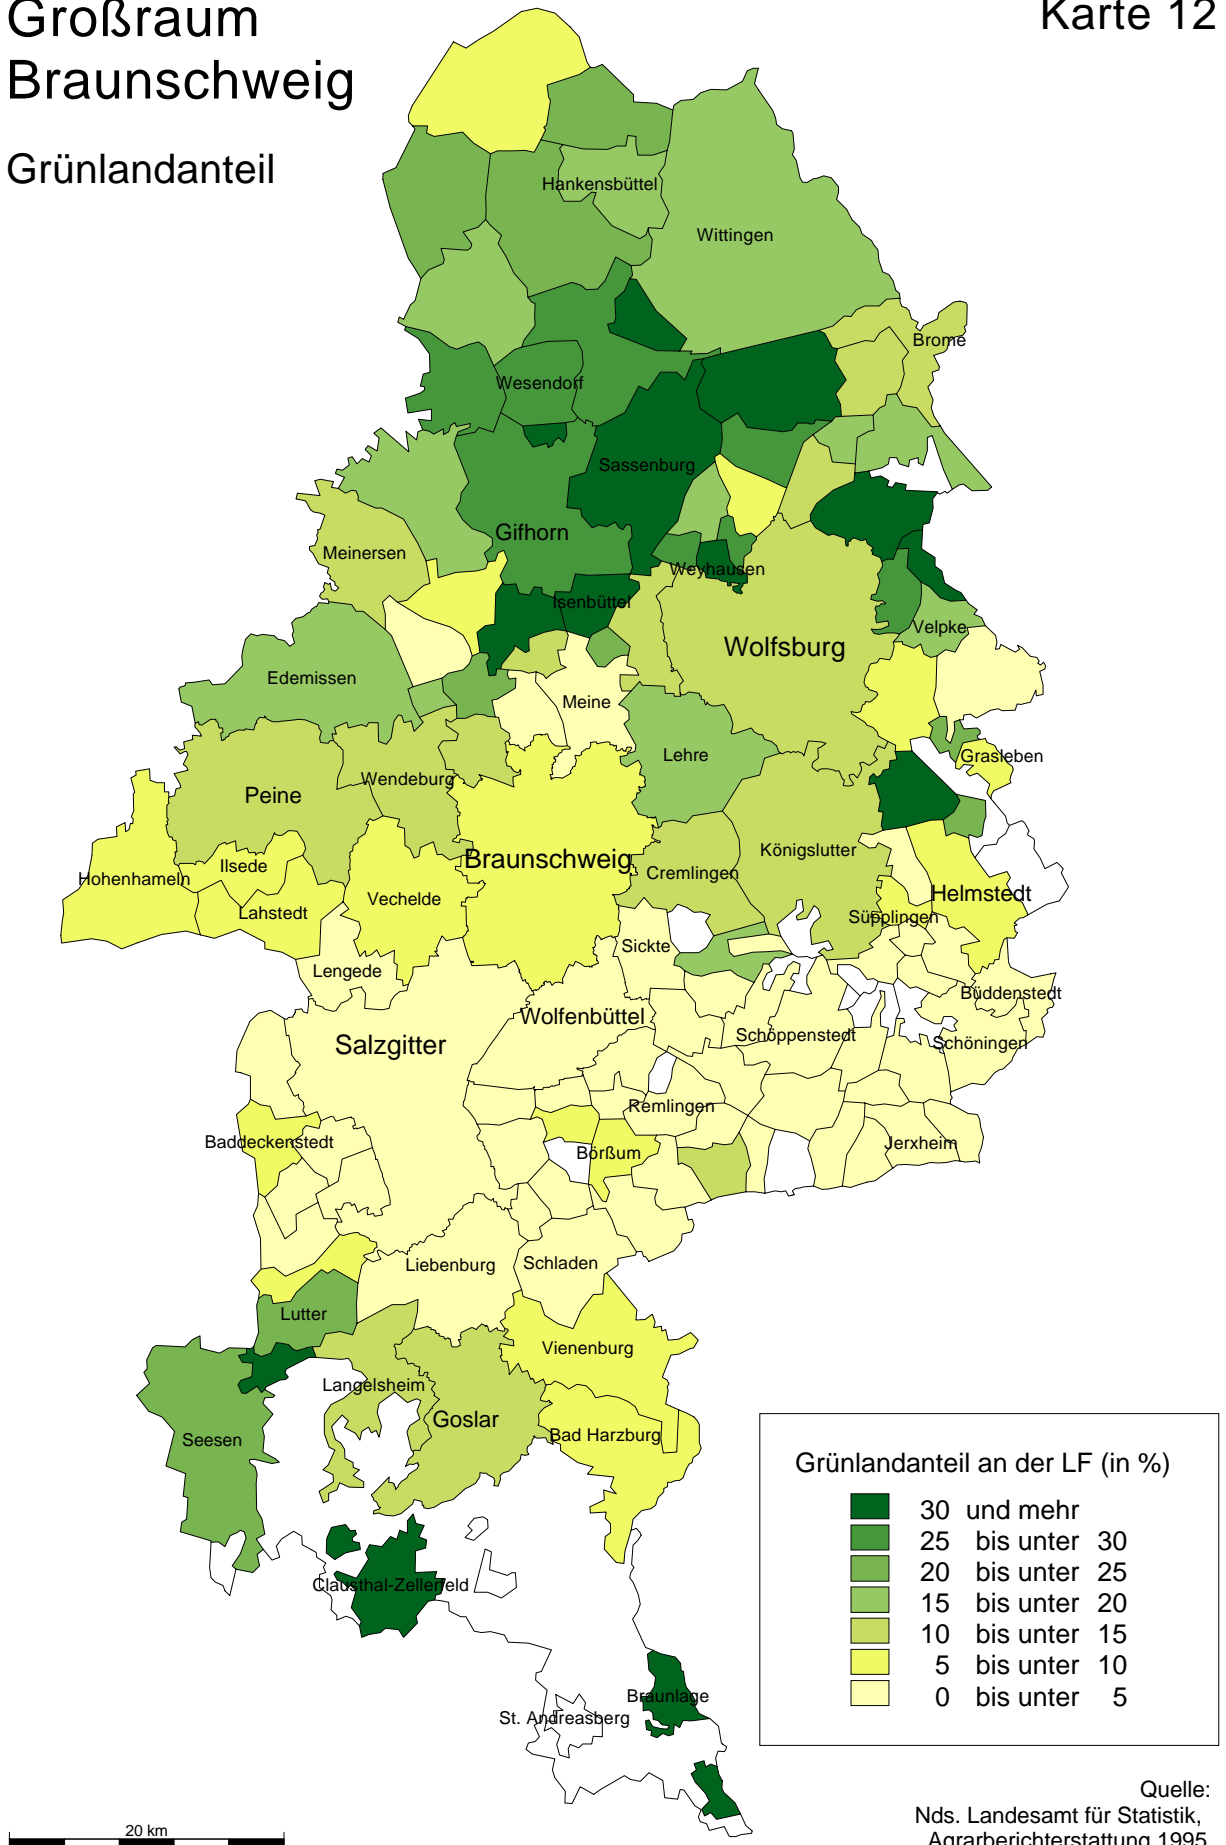 Großraum
Braunschweig
Karte 12
Grünlandanteil
Hankensbüttel
Wittingen
Brome
Wesendorf
Sassenburg
Gifhorn
Meinersen
Weyhausen
Isenbüttel
Velpke
Wolfsburg
Edemissen
Meine
Lehre
Grasleben
Wendeburg
Peine
Königslutter
Braunschweig
Ilsede
Cremlingen
Hohenhameln
Helmstedt
Vechelde
Lahstedt
Süpplingen
Sickte
Lengede
Büddenstedt
Wolfenbüttel
Schöppenstedt
Salzgitter
Schöningen
Remlingen
Baddeckenstedt
Jerxheim
Börßum
Liebenburg
Schladen
Lutter
Vienenburg
Langelsheim
Goslar
Seesen
Bad Harzburg
Clausthal-Zellerfeld
Braunlage
St. Andreasberg
Grünlandanteil an der LF (in %)
30 und mehr
25 bis unter 30
20 bis unter 25
15 bis unter 20
10 bis unter 15
5 bis unter 10
0 bis unter 5
Quelle:
Nds. Landesamt für Statistik,
Agrarberichterstattung 1995
20 km